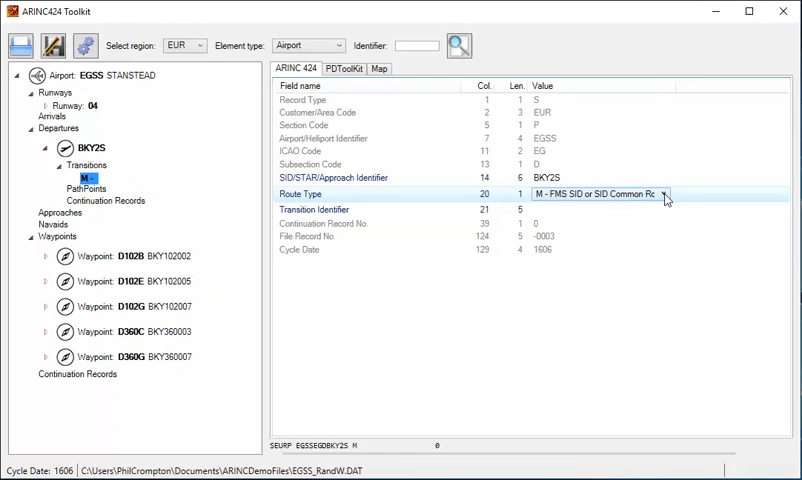 ARINC424 Toolkit
Select region: EUR Element type: Airport Identifier:
Airport: EGSS STANSTEAD
Runways
Runway: 04
Arrivals
Departures
BKY2S
Transitions
M -
PathPoints
Continuation Records
Approaches
Navaids
Waypoints
Waypoint: D102B BKY102002
Waypoint: D102E BKY102005
Waypoint: D102G BKY102007
Waypoint: D360C BKY360003
Waypoint: D360G BKY360007
Continuation Records
ARINC 424 PDToolKit Map
Field name Col. Len. Value
Record Type 1 1 S
Customer/Area Code 2 3 EUR
Section Code 5 1 P
Airport/Heliport Identifier 7 4 EGSS
ICAO Code 11 2 EG
Subsection Code 13 1 D
SID/STAR/Approach Identifier 14 6 BKY2S
Route Type 20 1 M - FMS SID or SID Common Rc
Transition Identifier 21 5
Continuation Record No. 39 1 0
File Record No. 124 5 -0003
Cycle Date 129 4 1606
SEURP EGSSEGDBKY2S M 0
Cycle Date: 1606 C:\Users\PhilCrompton\Documents\ARINCDemoFiles\EGSS_RandW.DAT